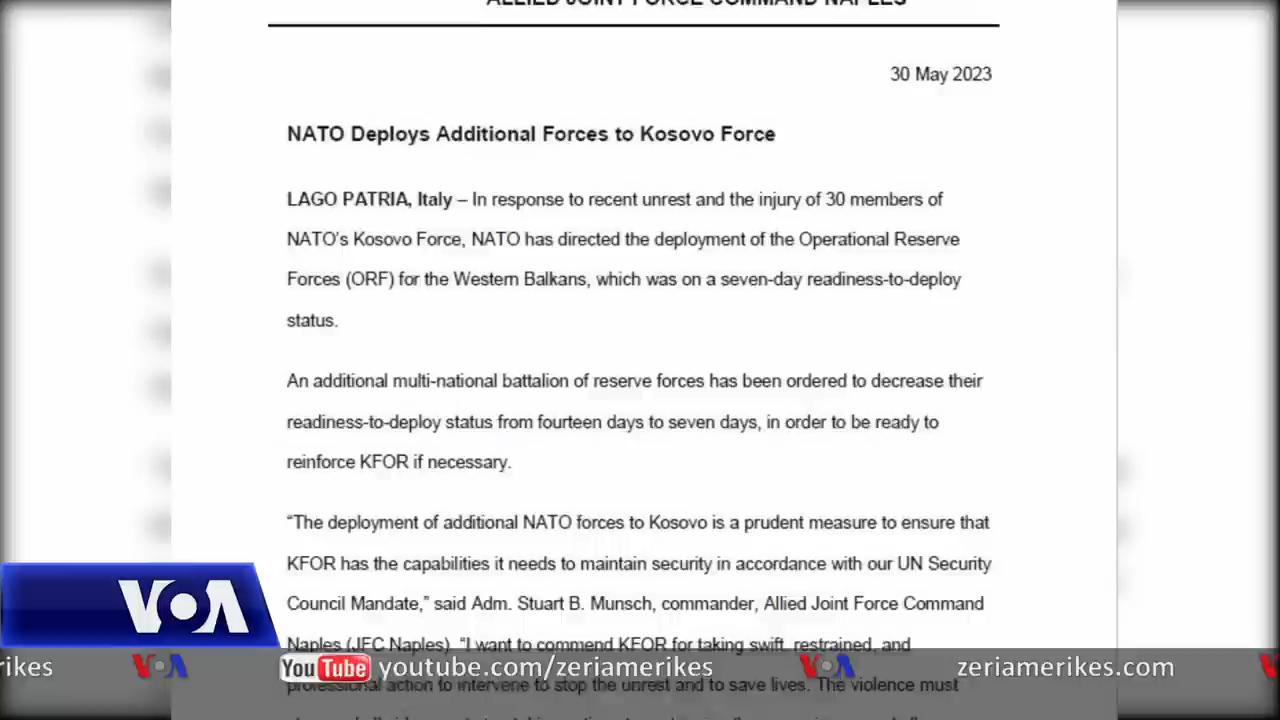 ALLIED JOINT FORCE COMMAND NAPLES
30 May 2023
NATO Deploys Additional Forces to Kosovo Force
LAGO PATRIA, Italy – In response to recent unrest and the injury of 30 members of
NATO's Kosovo Force, NATO has directed the deployment of the Operational Reserve
Forces (ORF) for the Western Balkans, which was on a seven-day readiness-to-deploy
status.
An additional multi-national battalion of reserve forces has been ordered to decrease their
readiness-to-deploy status from fourteen days to seven days, in order to be ready to
reinforce KFOR if necessary.
“The deployment of additional NATO forces to Kosovo is a prudent measure to ensure that
KFOR has the capabilities it needs to maintain security in accordance with our UN Security
Council Mandate,” said Adm. Stuart B. Munsch, commander, Allied Joint Force Command
Naples (JFC Naples). “I want to commend KFOR for taking swift, restrained, and
professional action to intervene to stop the unrest and to save lives. The violence must
VOA
rikes VOA YouTube youtube.com/zeriamerikes VOA zeriamerikes.com